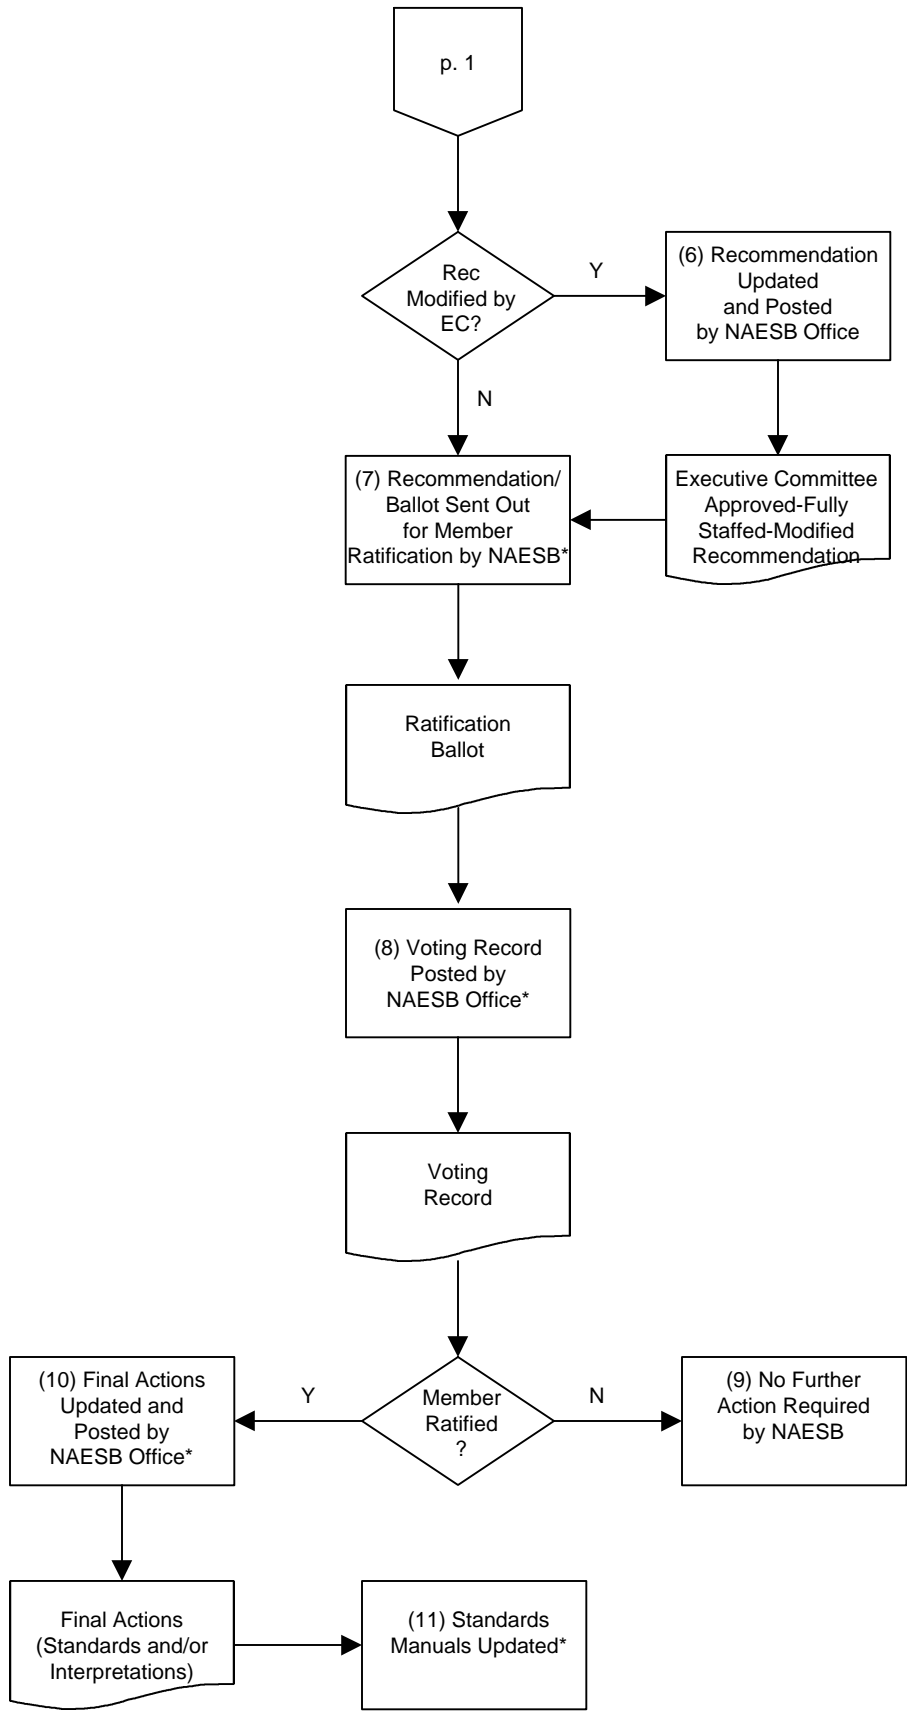 p. 1
Rec
Modified by
EC?
Y
(6) Recommendation
Updated
and Posted
by NAESB Office
N
(7) Recommendation/
Ballot Sent Out
for Member
Ratification by NAESB*
Executive Committee
Approved-Fully
Staffed-Modified
Recommendation
Ratification
Ballot
(8) Voting Record
Posted by
NAESB Office*
Voting
Record
(10) Final Actions
Updated and
Posted by
NAESB Office*
Y
Member
Ratified
?
N
(9) No Further
Action Required
by NAESB
Final Actions
(Standards and/or
Interpretations)
(11) Standards
Manuals Updated*